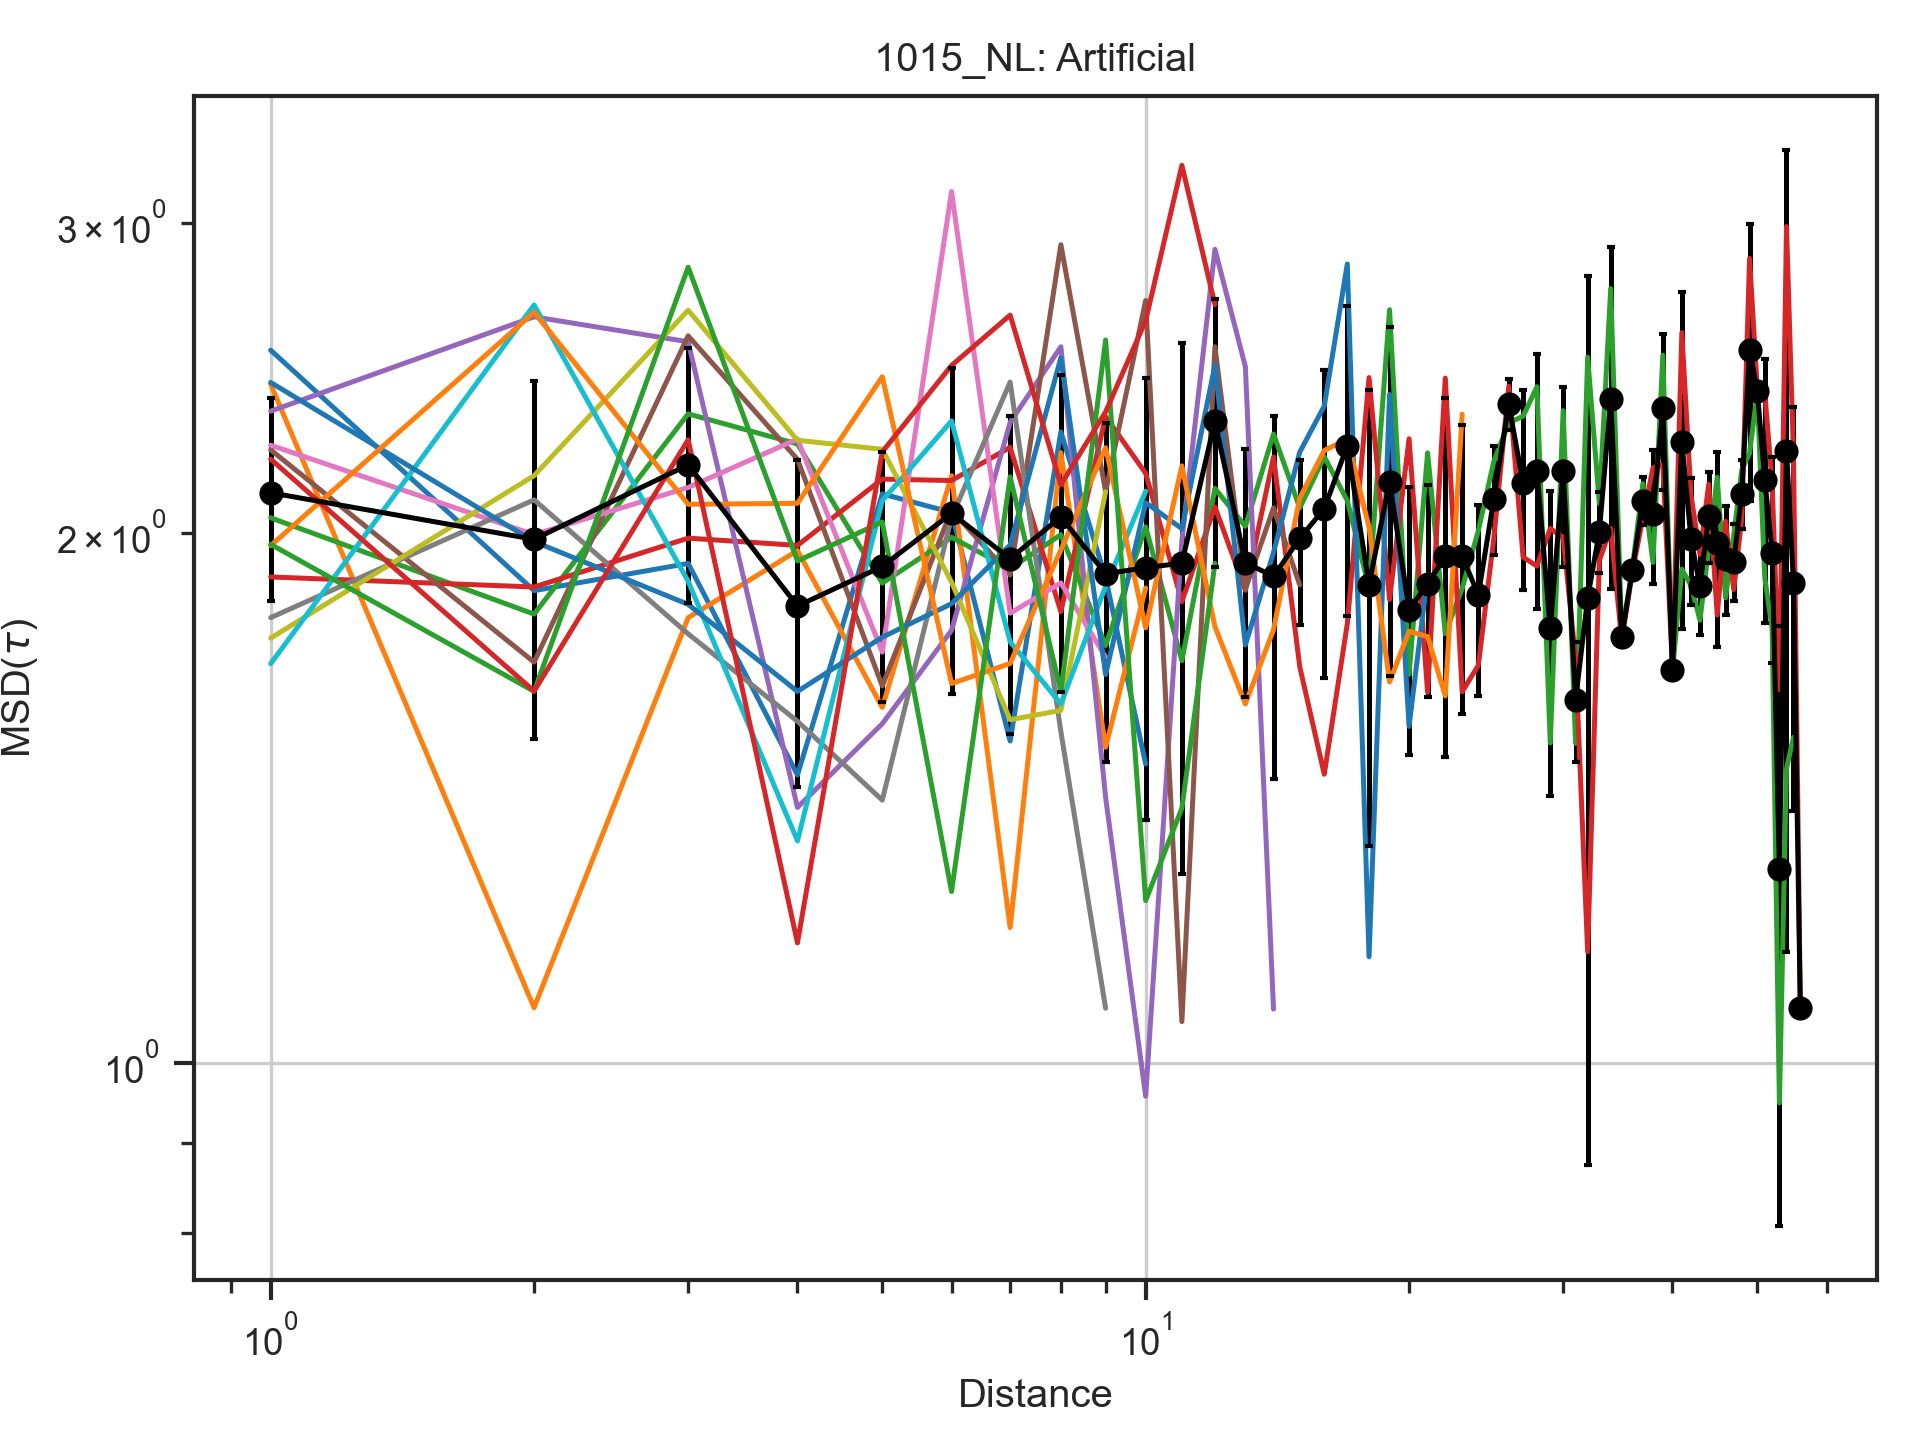 1015_NL: Artificial
3 × 10⁰
2 × 10⁰
10⁰
MSD(τ)
10⁰ 10¹
Distance